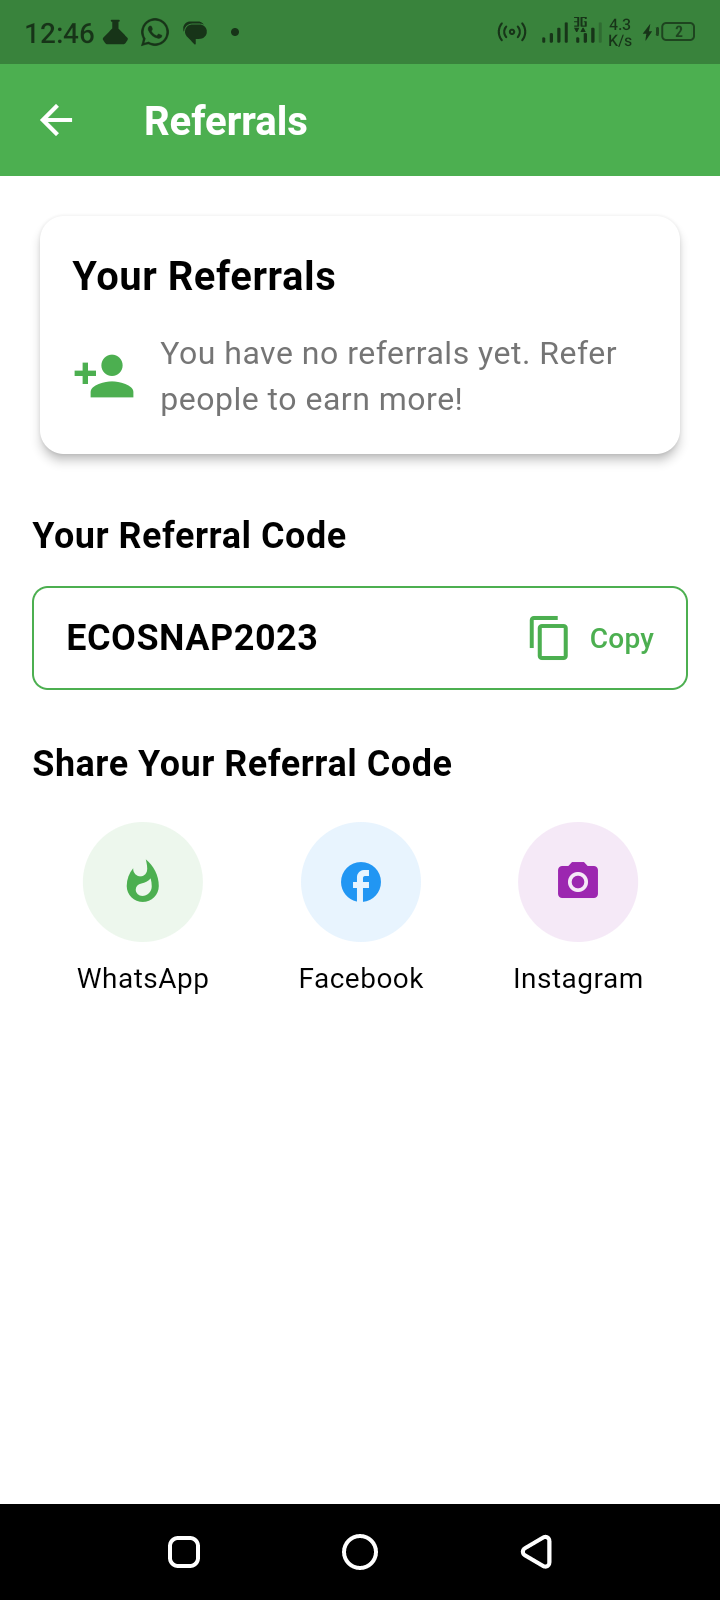 12:46
3G
4.3
K/s
2
Referrals
Your Referrals
You have no referrals yet. Refer
people to earn more!
Your Referral Code
ECOSNAP2023
Copy
Share Your Referral Code
WhatsApp
Facebook
Instagram